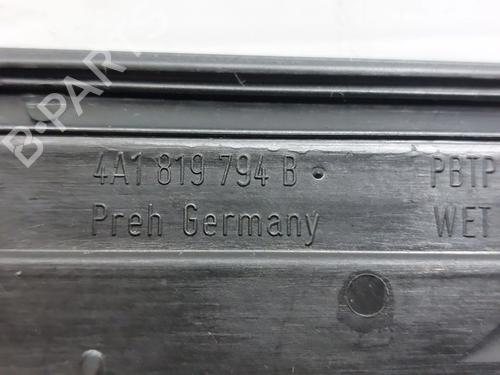 B-PARTS
4A1 819 794 B
PBTP
Preh Germany
WET